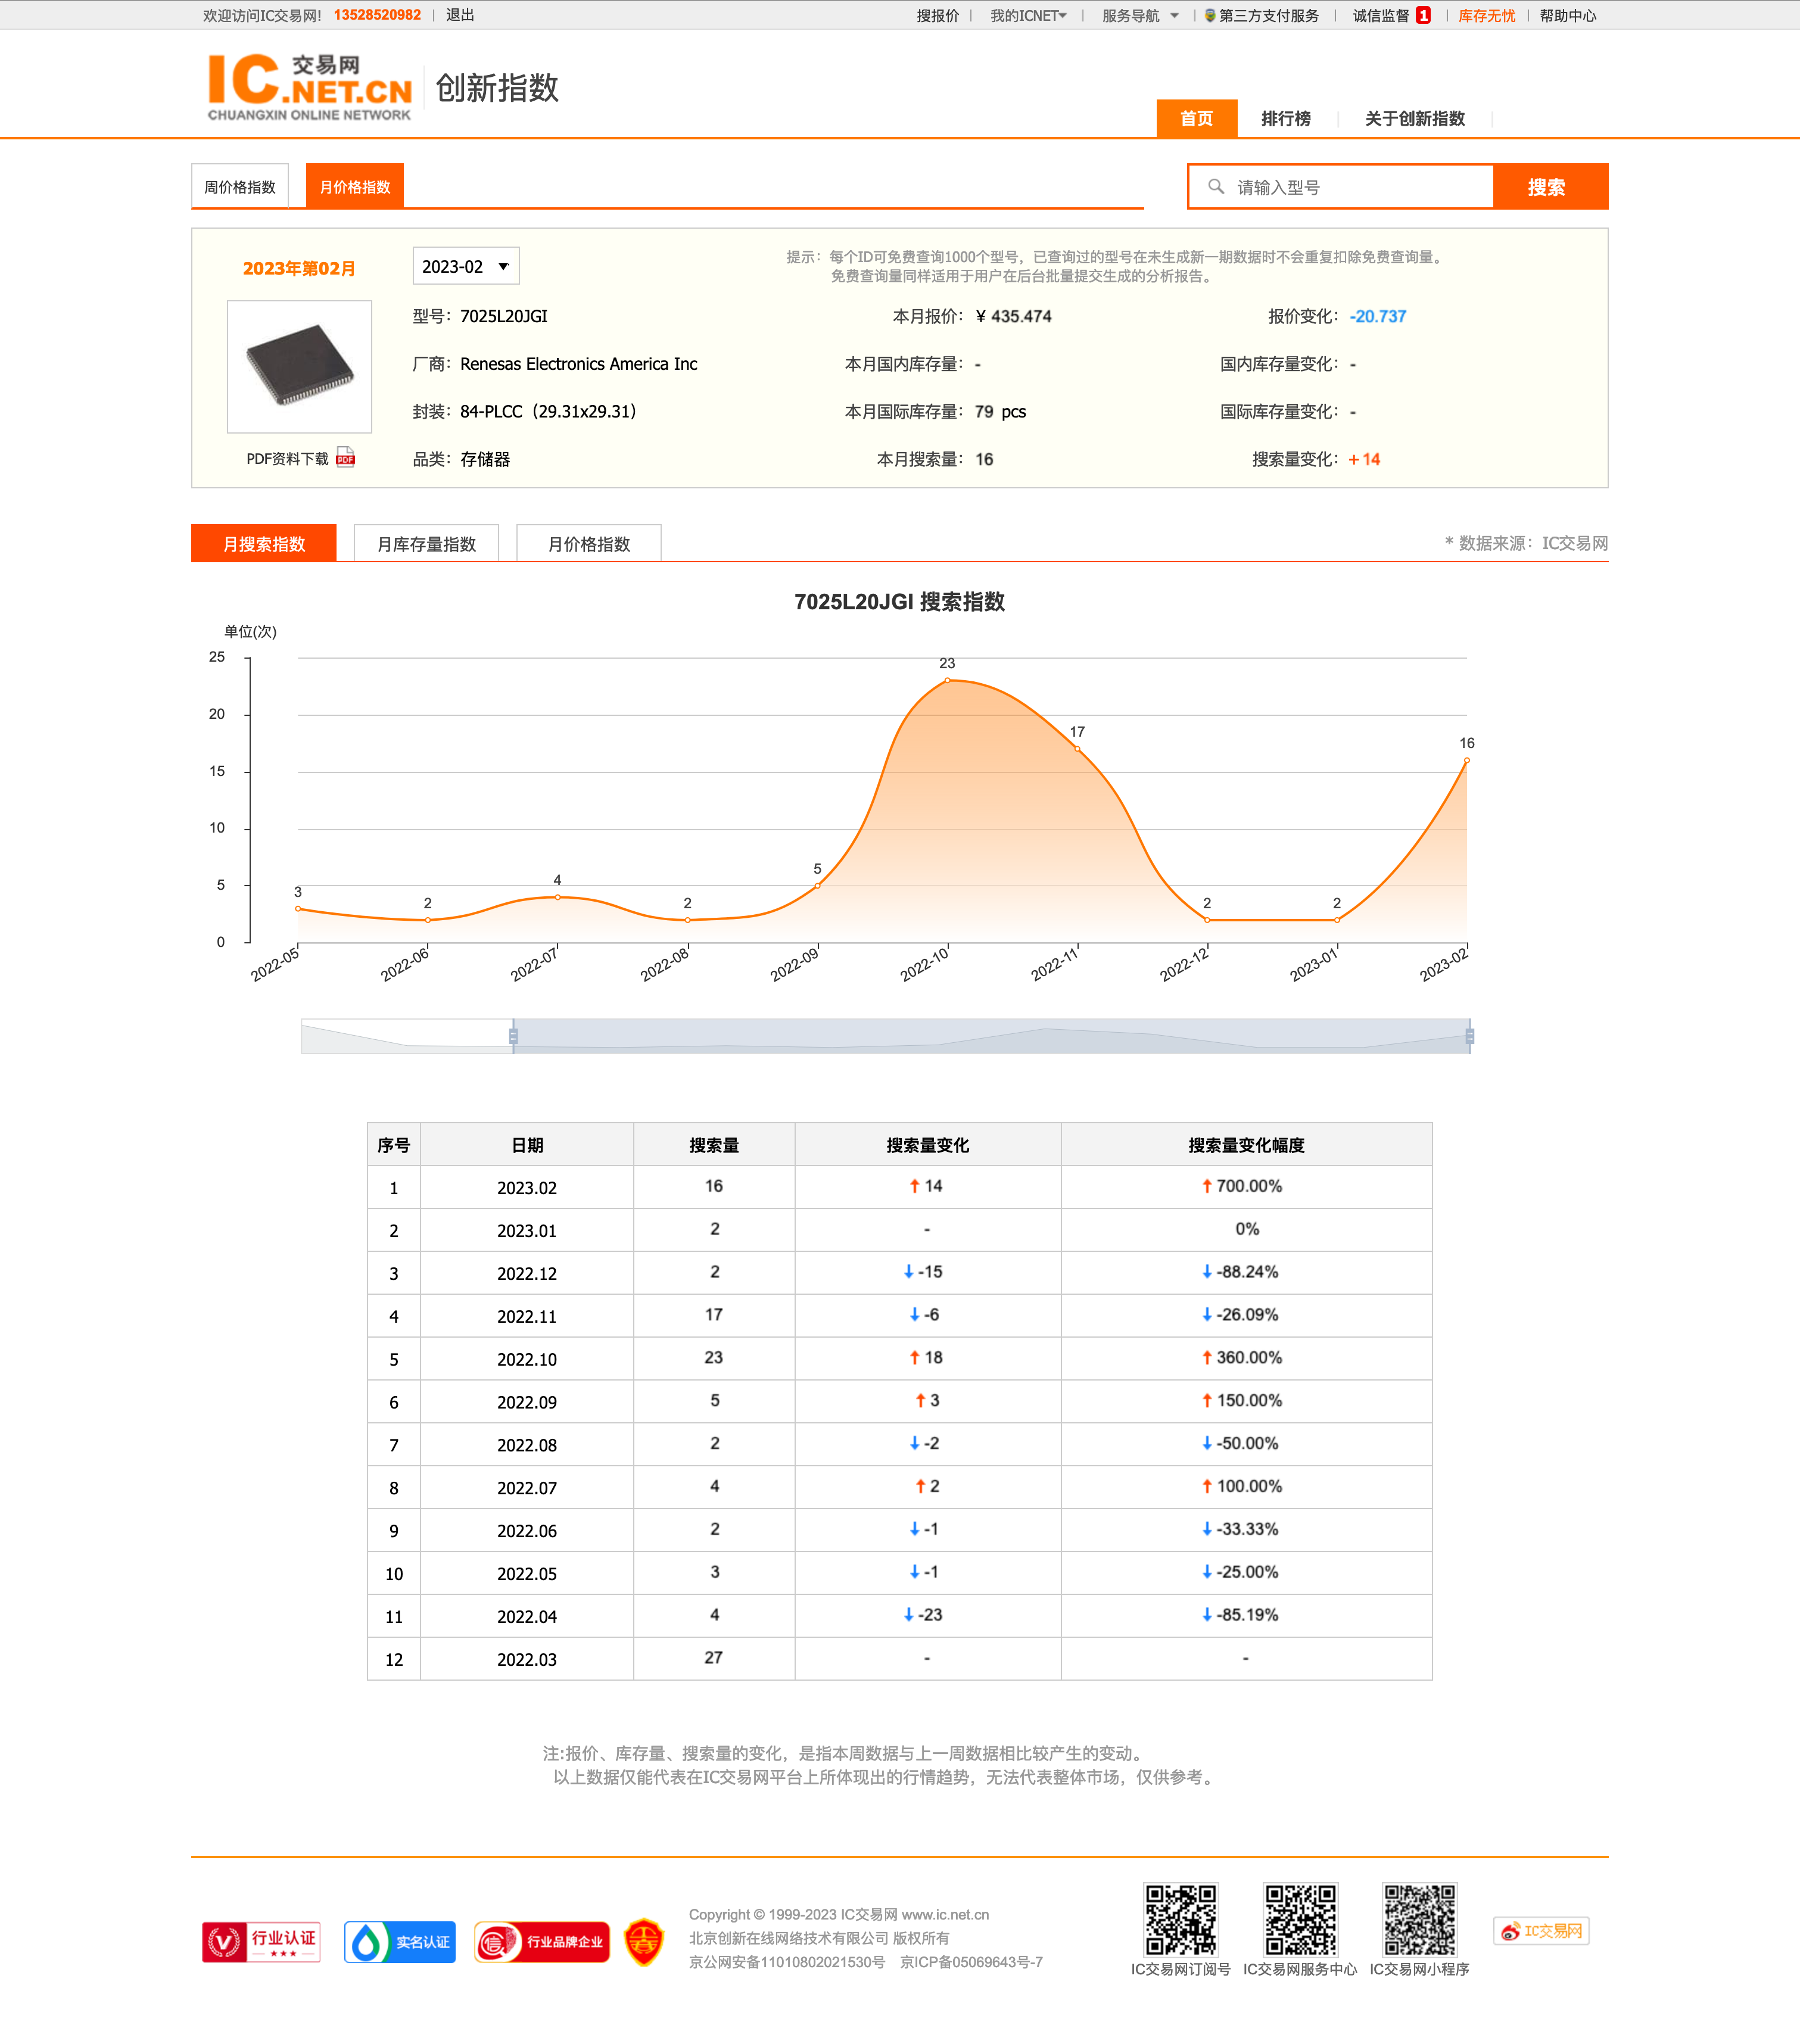 欢迎访问IC交易网! 13528520982 | 退出 搜报价 | 我的ICNET | 服务导航 | 第三方支付服务 | 诚信监督 1 | 库存无忧 | 帮助中心
IC 交易网
.NET.CN
CHUANGXIN ONLINE NETWORK
创新指数
首页 排行榜 关于创新指数
周价格指数 月价格指数 请输入型号 搜索
2023年第02月 2023-02
提示：每个ID可免费查询1000个型号，已查询过的型号在未生成新一期数据时不会重复扣除免费查询量。
免费查询量同样适用于用户在后台批量提交生成的分析报告。
型号：7025L20JGI 本月报价：¥ 435.474 报价变化：-20.737
厂商：Renesas Electronics America Inc 本月国内库存量：- 国内库存量变化：-
封装：84-PLCC（29.31x29.31） 本月国际库存量：79 pcs 国际库存量变化：-
PDF资料下载 PDF 品类：存储器 本月搜索量：16 搜索量变化：+14
月搜索指数 月库存量指数 月价格指数 * 数据来源：IC交易网
7025L20JGI 搜索指数
单位(次)
25
20
15
10
5
0
3 2 4 2 5 23 17 2 2 16
2022-05 2022-06 2022-07 2022-08 2022-09 2022-10 2022-11 2022-12 2023-01 2023-02
序号 日期 搜索量 搜索量变化 搜索量变化幅度
1 2023.02 16 ↑ 14 ↑ 700.00%
2 2023.01 2 - 0%
3 2022.12 2 ↓ -15 ↓ -88.24%
4 2022.11 17 ↓ -6 ↓ -26.09%
5 2022.10 23 ↑ 18 ↑ 360.00%
6 2022.09 5 ↑ 3 ↑ 150.00%
7 2022.08 2 ↓ -2 ↓ -50.00%
8 2022.07 4 ↑ 2 ↑ 100.00%
9 2022.06 2 ↓ -1 ↓ -33.33%
10 2022.05 3 ↓ -1 ↓ -25.00%
11 2022.04 4 ↓ -23 ↓ -85.19%
12 2022.03 27 - -
注:报价、库存量、搜索量的变化，是指本周数据与上一周数据相比较产生的变动。
以上数据仅能代表在IC交易网平台上所体现出的行情趋势，无法代表整体市场，仅供参考。
行业认证 实名认证 信 行业品牌企业
Copyright © 1999-2023 IC交易网 www.ic.net.cn
北京创新在线网络技术有限公司 版权所有
京公网安备11010802021530号 京ICP备05069643号-7
IC交易网订阅号 IC交易网服务中心 IC交易网小程序
IC交易网